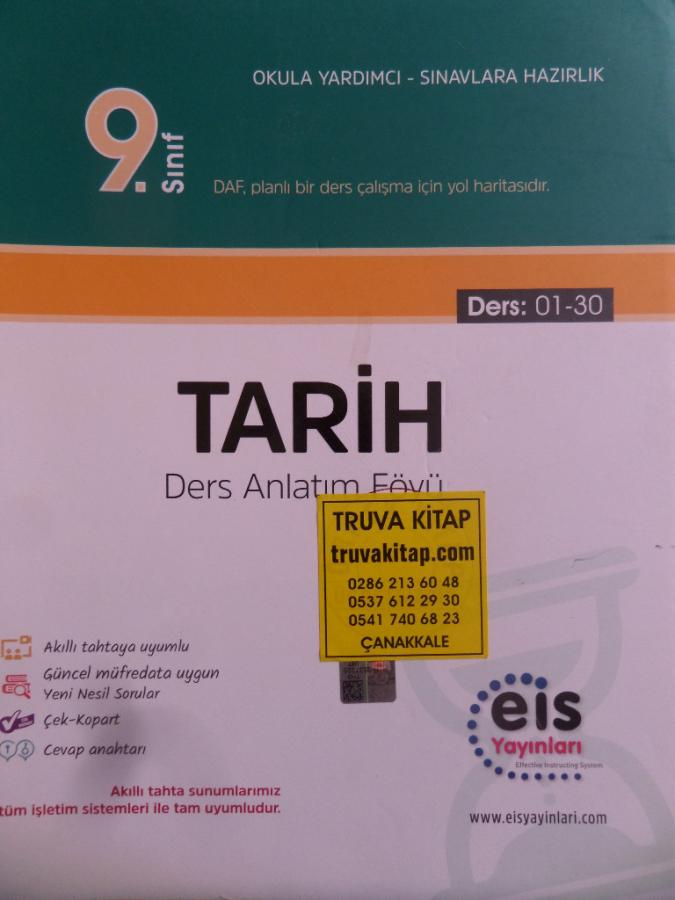 OKULA YARDIMCI - SINAVLARA HAZIRLIK
9. Sınıf
DAF, planlı bir ders çalışma için yol haritasıdır.
Ders: 01-30
TARİH
Ders Anlatım Föyü
TRUVA KİTAP
truvakitap.com
0286 213 60 48
0537 612 29 30
0541 740 68 23
ÇANAKKALE
Akıllı tahtaya uyumlu
Güncel müfredata uygun
Yeni Nesil Sorular
Çek-Kopart
Cevap anahtarı
Akıllı tahta sunumlarımız
tüm işletim sistemleri ile tam uyumludur.
eis
Yayınları
Effective Instructing System
www.eisyayinlari.com